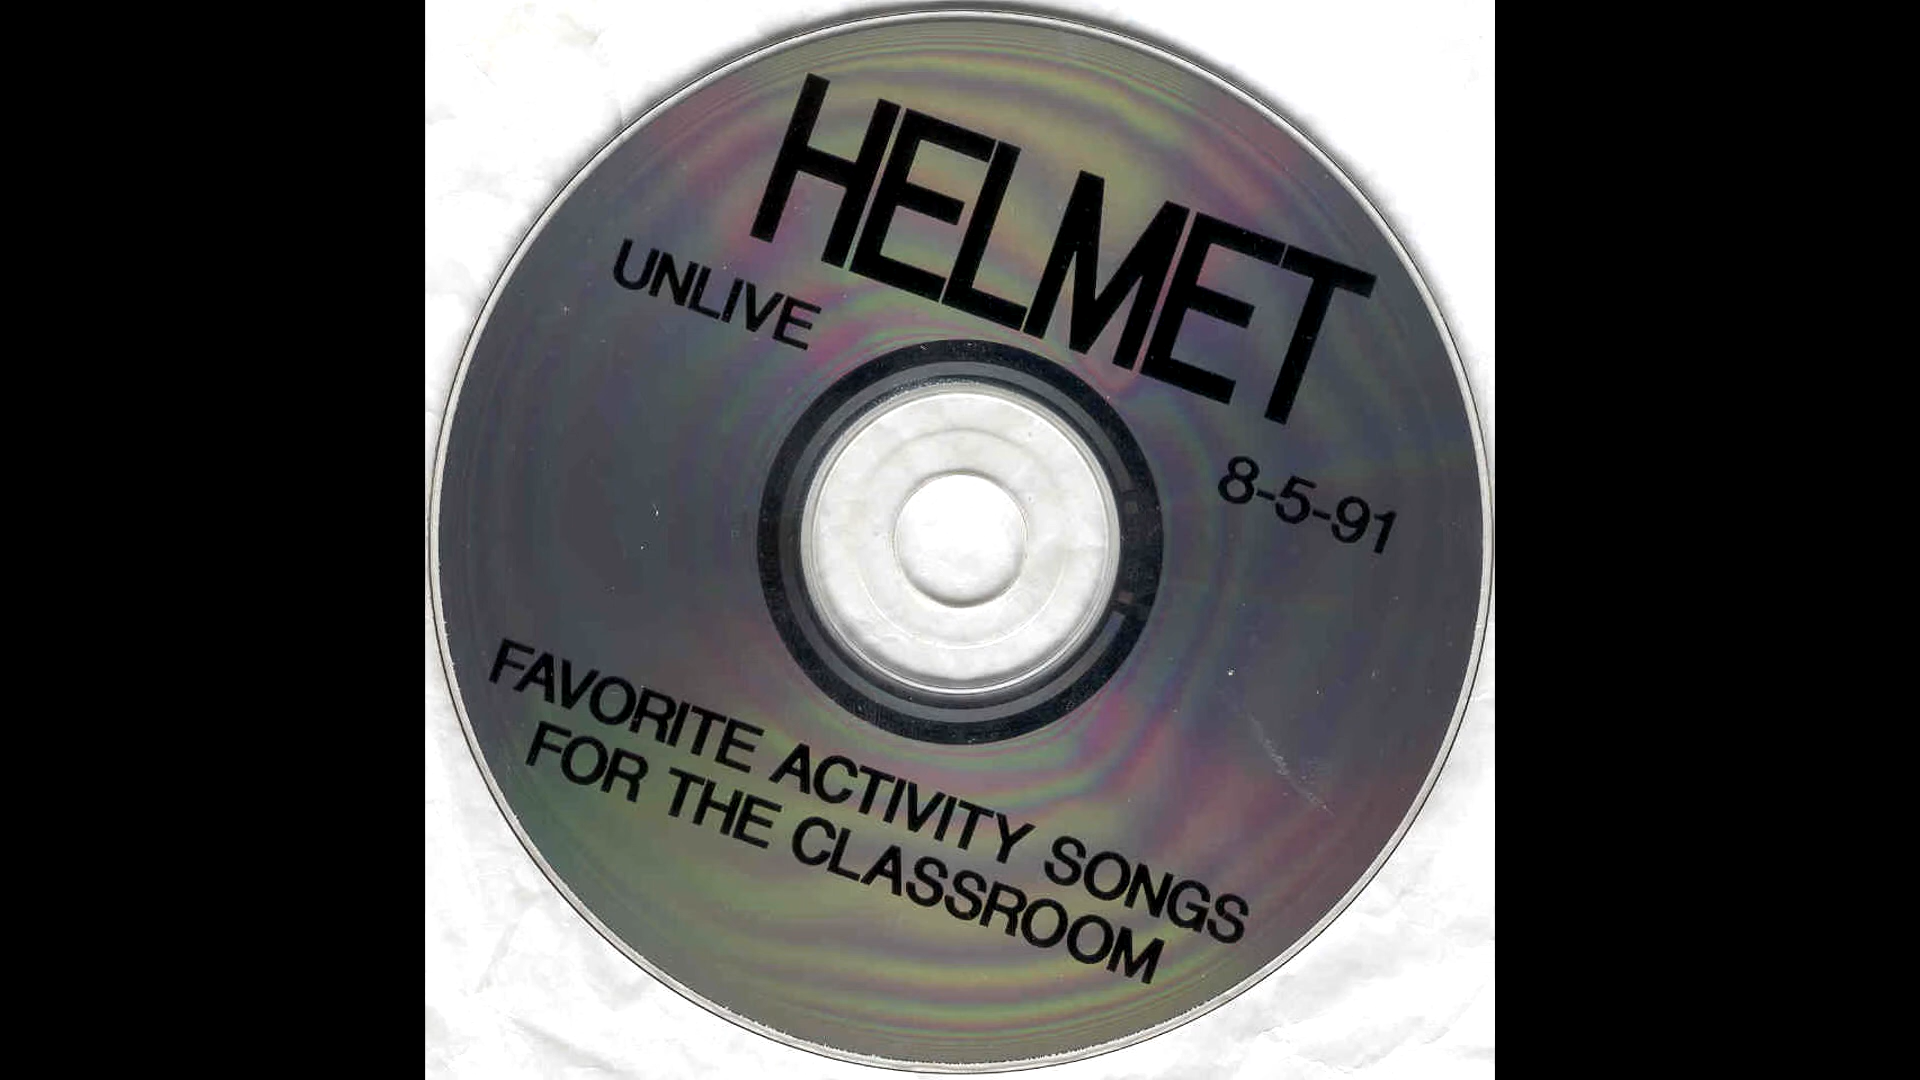 HELMET
UNLIVE
8-5-91
FAVORITE ACTIVITY SONGS
FOR THE CLASSROOM